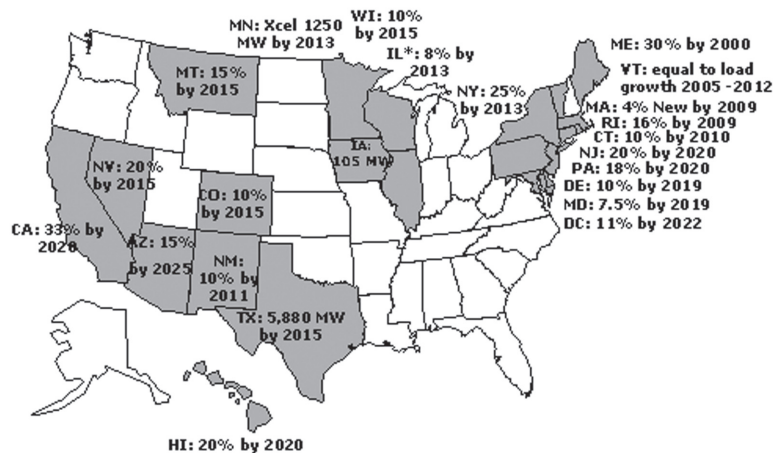 MN: Xcel 1250
MW by 2013
WI: 10%
by 2015
IL*: 8% by
2013
NY: 25%
by 2013
ME: 30% by 2000
VT: equal to load
growth 2005 -2012
MA: 4% New by 2009
RI: 16% by 2009
CT: 10% by 2010
NJ: 20% by 2020
PA: 18% by 2020
DE: 10% by 2019
MD: 7.5% by 2019
DC: 11% by 2022
MT: 15%
by 2015
IA:
105 MW
NV: 20%
by 2015
CO: 10%
by 2015
CA: 33% by
2020
AZ: 15%
by 2025
NM:
10% by
2011
TX: 5,880 MW
by 2015
HI: 20% by 2020